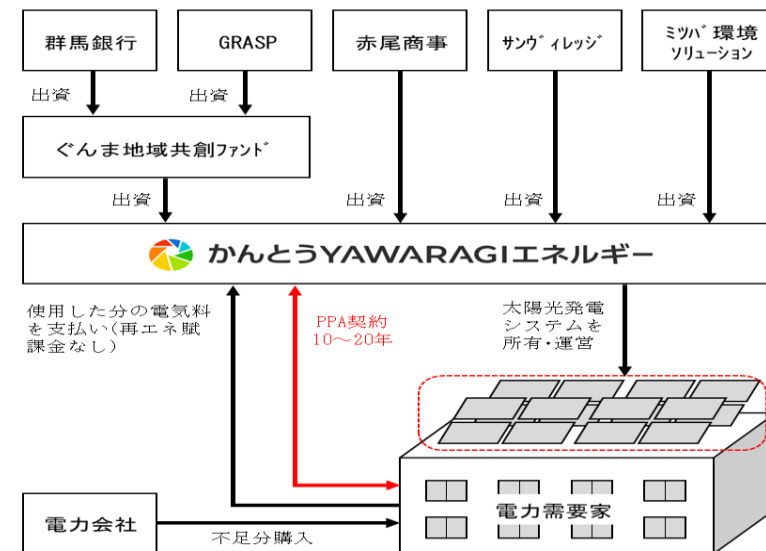 群馬銀行
GRASP
赤尾商事
サンヴィレッジ
ミツバ環境
ソリューション
出資
出資
ぐんま地域共創ファンド
出資
出資
出資
出資
かんとうYAWARAGIエネルギー
使用した分の電気料
を支払い(再エネ賦
課金なし)
PPA契約
10～20年
太陽光発電
システムを
所有・運営
電力需要家
電力会社
不足分購入